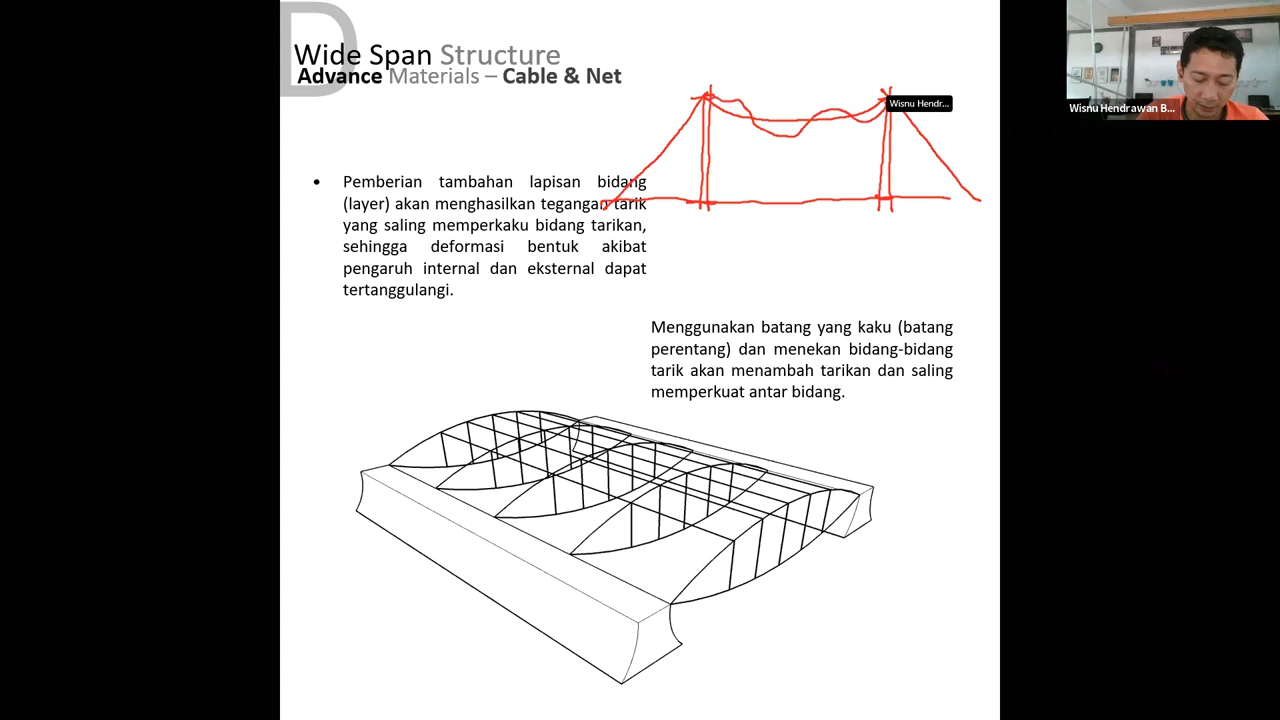 D
Wide Span Structure
Advance Materials – Cable & Net
Wisnu Hendr...
Wisnu Hendrawan B...
• Pemberian tambahan lapisan bidang
(layer) akan menghasilkan tegangan tarik
yang saling memperkaku bidang tarikan,
sehingga deformasi bentuk akibat
pengaruh internal dan eksternal dapat
tertanggulangi.
Menggunakan batang yang kaku (batang
perentang) dan menekan bidang-bidang
tarik akan menambah tarikan dan saling
memperkuat antar bidang.